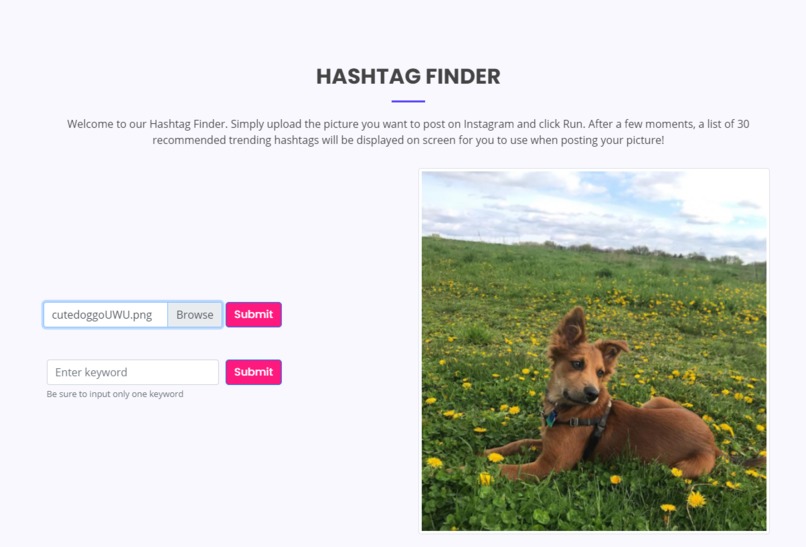 HASHTAG FINDER
Welcome to our Hashtag Finder. Simply upload the picture you want to post on Instagram and click Run. After a few moments, a list of 30
recommended trending hashtags will be displayed on screen for you to use when posting your picture!
cutedoggoUWU.png Browse Submit
Enter keyword Submit
Be sure to input only one keyword